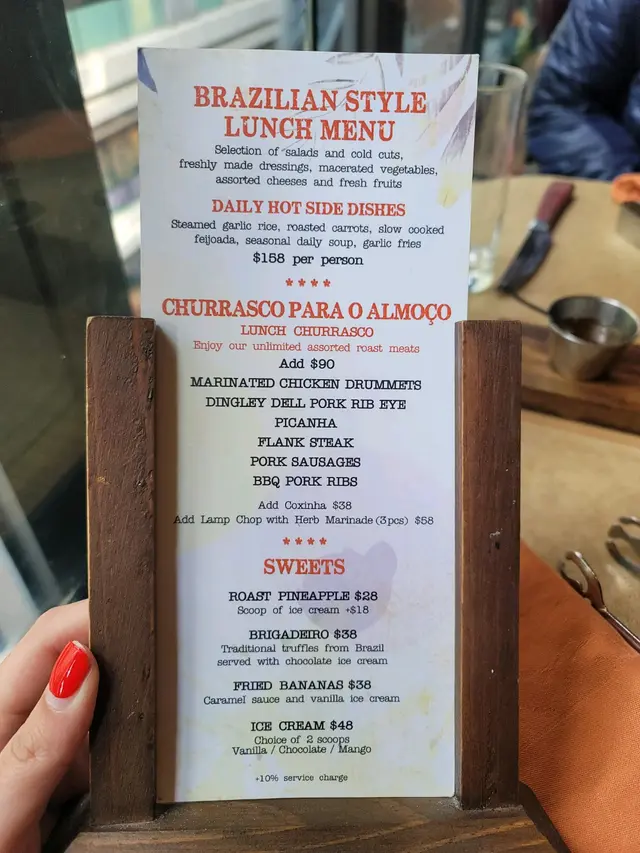 BRAZILIAN STYLE
LUNCH MENU
Selection of salads and cold cuts,
freshly made dressings, macerated vegetables,
assorted cheeses and fresh fruits
DAILY HOT SIDE DISHES
Steamed garlic rice, roasted carrots, slow cooked
feijoada, seasonal daily soup, garlic fries
$158 per person
****
CHURRASCO PARA O ALMOÇO
LUNCH CHURRASCO
Enjoy our unlimited assorted roast meats
Add $90
MARINATED CHICKEN DRUMMETS
DINGLEY DELL PORK RIB EYE
PICANHA
FLANK STEAK
PORK SAUSAGES
BBQ PORK RIBS
Add Coxinha $38
Add Lamp Chop with Herb Marinade (3pcs) $58
****
SWEETS
ROAST PINEAPPLE $28
Scoop of ice cream +$18
BRIGADEIRO $38
Traditional truffles from Brazil
served with chocolate ice cream
FRIED BANANAS $38
Caramel sauce and vanilla ice cream
ICE CREAM $48
Choice of 2 scoops
Vanilla / Chocolate / Mango
+10% service charge